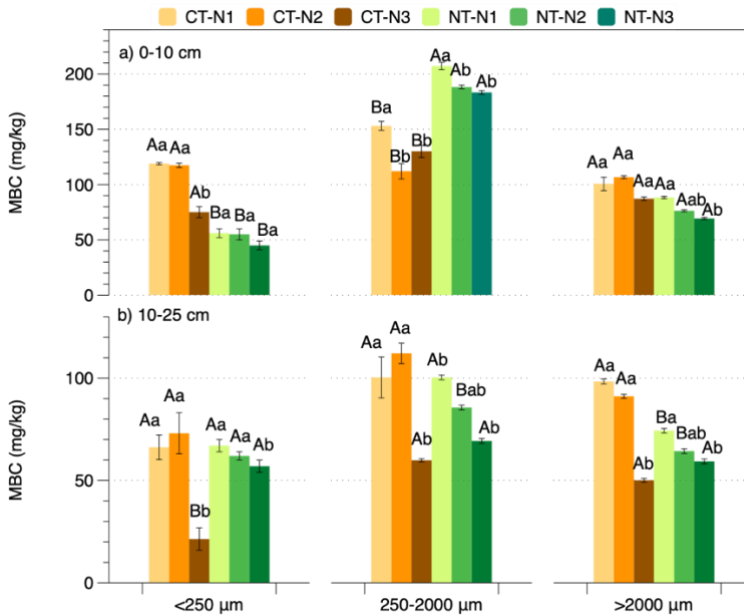 CT-N1 CT-N2 CT-N3 NT-N1 NT-N2 NT-N3
a) 0-10 cm
MBC (mg/kg)
200
150
100
50
0
Aa Aa Ab Ba Ba Ba
Ba Bb Bb Aa Ab Ab
Aa Aa Aa Aa Aab Ab
b) 10-25 cm
MBC (mg/kg)
100
50
0
Aa Aa Bb Aa Aa Ab
Aa Aa Ab Ab Bab Ab
Aa Aa Ab Ba Bab Ab
<250 µm 250-2000 µm >2000 µm